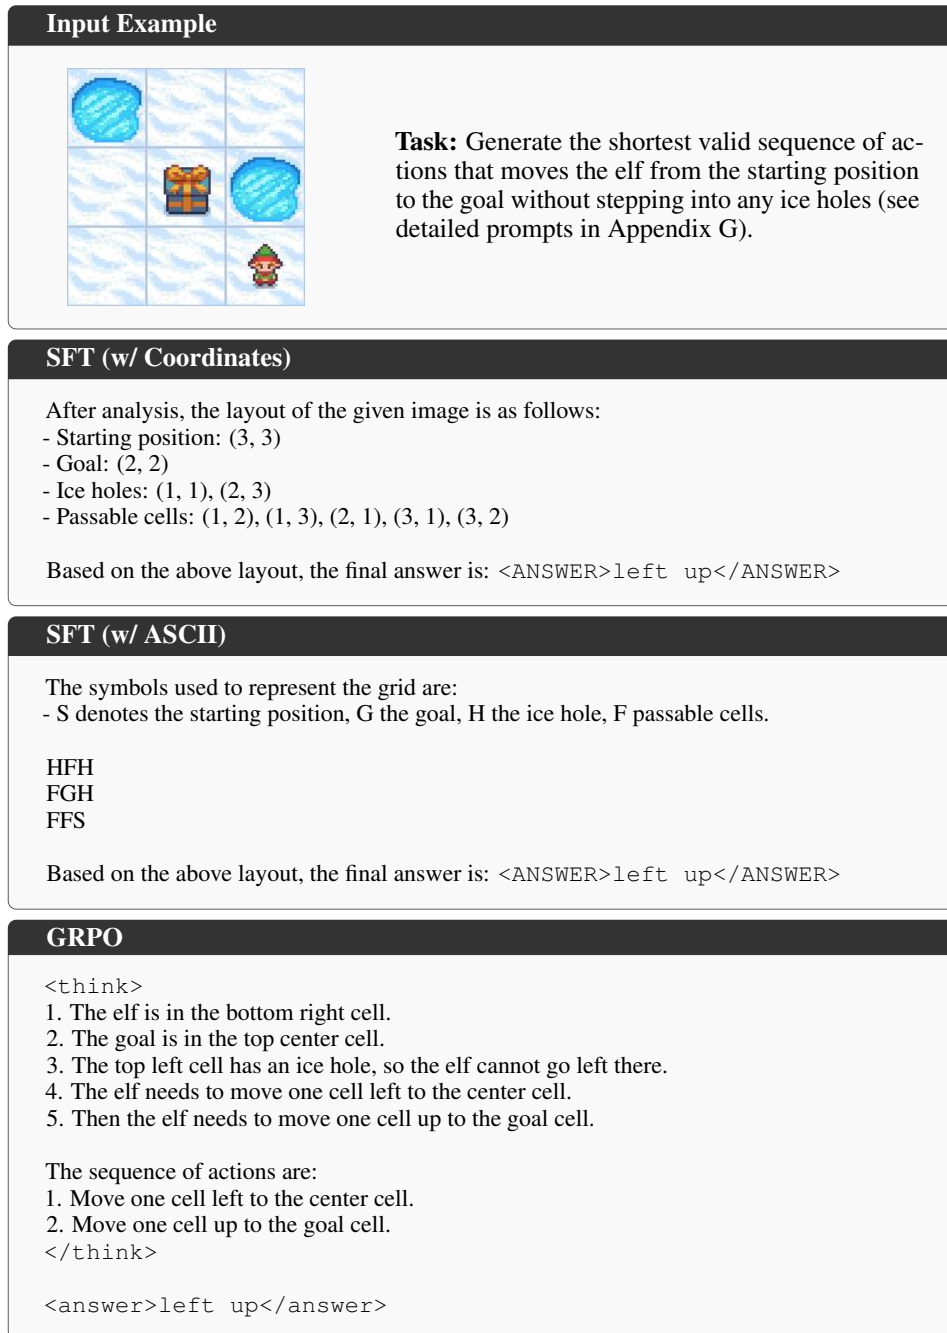 Input Example
Task: Generate the shortest valid sequence of ac-
tions that moves the elf from the starting position
to the goal without stepping into any ice holes (see
detailed prompts in Appendix G).
SFT (w/ Coordinates)
After analysis, the layout of the given image is as follows:
- Starting position: (3, 3)
- Goal: (2, 2)
- Ice holes: (1, 1), (2, 3)
- Passable cells: (1, 2), (1, 3), (2, 1), (3, 1), (3, 2)
Based on the above layout, the final answer is: <ANSWER>left up</ANSWER>
SFT (w/ ASCII)
The symbols used to represent the grid are:
- S denotes the starting position, G the goal, H the ice hole, F passable cells.
HFH
FGH
FFS
Based on the above layout, the final answer is: <ANSWER>left up</ANSWER>
GRPO
<think>
1. The elf is in the bottom right cell.
2. The goal is in the top center cell.
3. The top left cell has an ice hole, so the elf cannot go left there.
4. The elf needs to move one cell left to the center cell.
5. Then the elf needs to move one cell up to the goal cell.
The sequence of actions are:
1. Move one cell left to the center cell.
2. Move one cell up to the goal cell.
</think>
<answer>left up</answer>